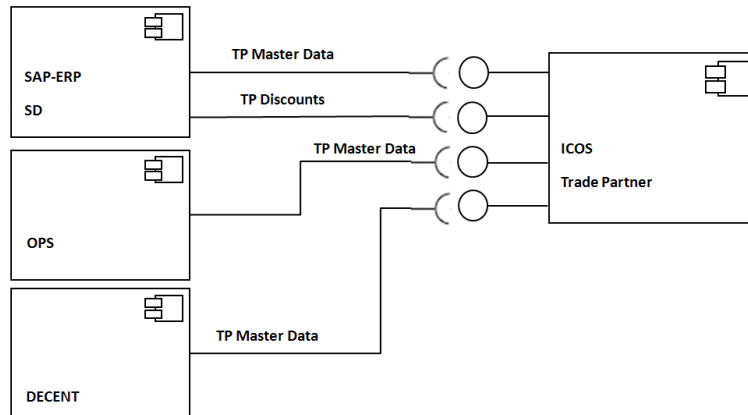 SAP-ERP
SD
TP Master Data
TP Discounts
TP Master Data
ICOS
Trade Partner
OPS
TP Master Data
DECENT